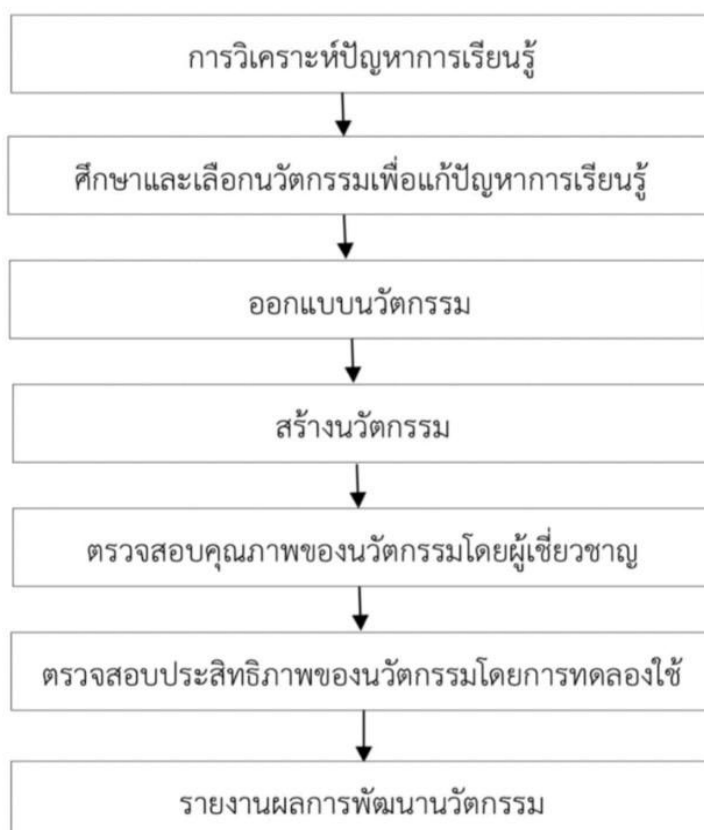 การวิเคราะห์ปัญหาการเรียนรู้
ศึกษาและเลือกนวัตกรรมเพื่อแก้ปัญหาการเรียนรู้
ออกแบบนวัตกรรม
สร้างนวัตกรรม
ตรวจสอบคุณภาพของนวัตกรรมโดยผู้เชี่ยวชาญ
ตรวจสอบประสิทธิภาพของนวัตกรรมโดยการทดลองใช้
รายงานผลการพัฒนานวัตกรรม